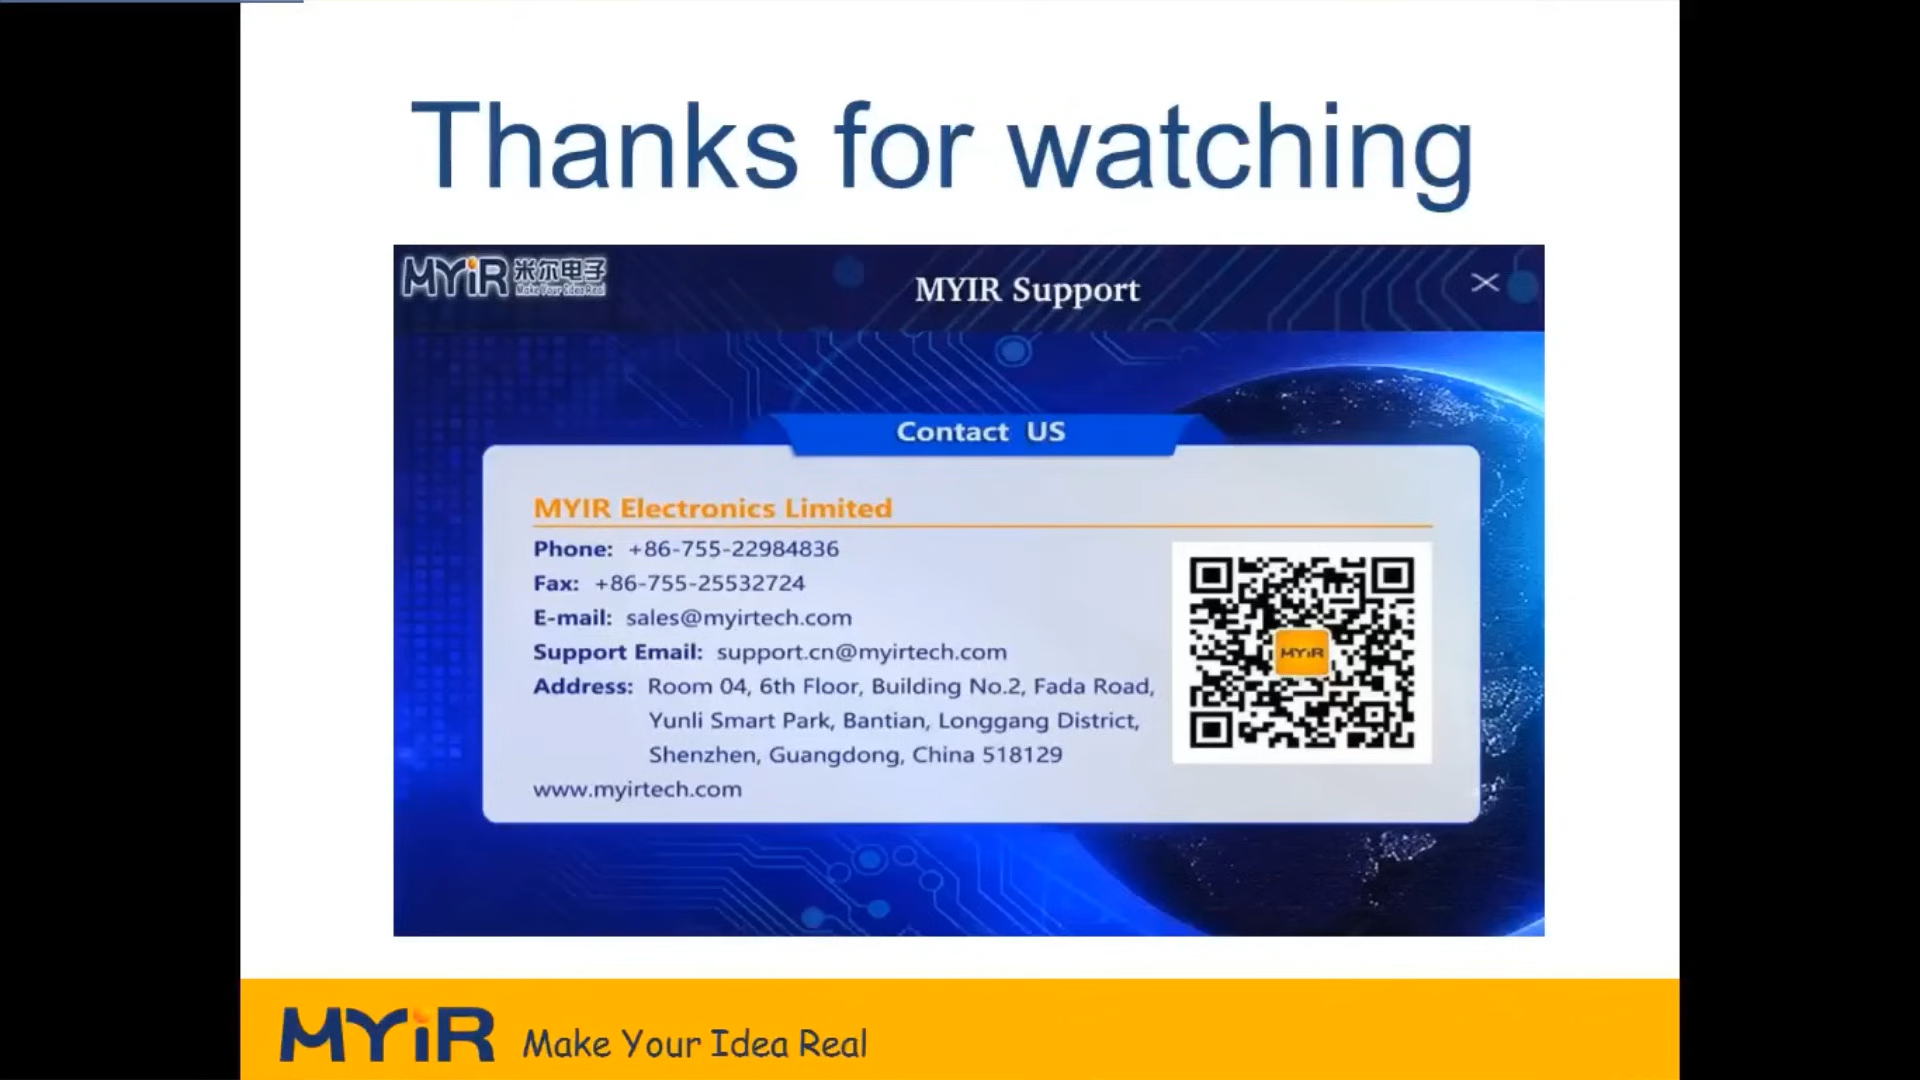 Thanks for watching
MYiR 米尔电子
Make Your Idea Real
MYIR Support
Contact US
MYIR Electronics Limited
Phone: +86-755-22984836
Fax: +86-755-25532724
E-mail: sales@myirtech.com
Support Email: support.cn@myirtech.com
Address: Room 04, 6th Floor, Building No.2, Fada Road,
Yunli Smart Park, Bantian, Longgang District,
Shenzhen, Guangdong, China 518129
www.myirtech.com
MYiR
MYiR Make Your Idea Real